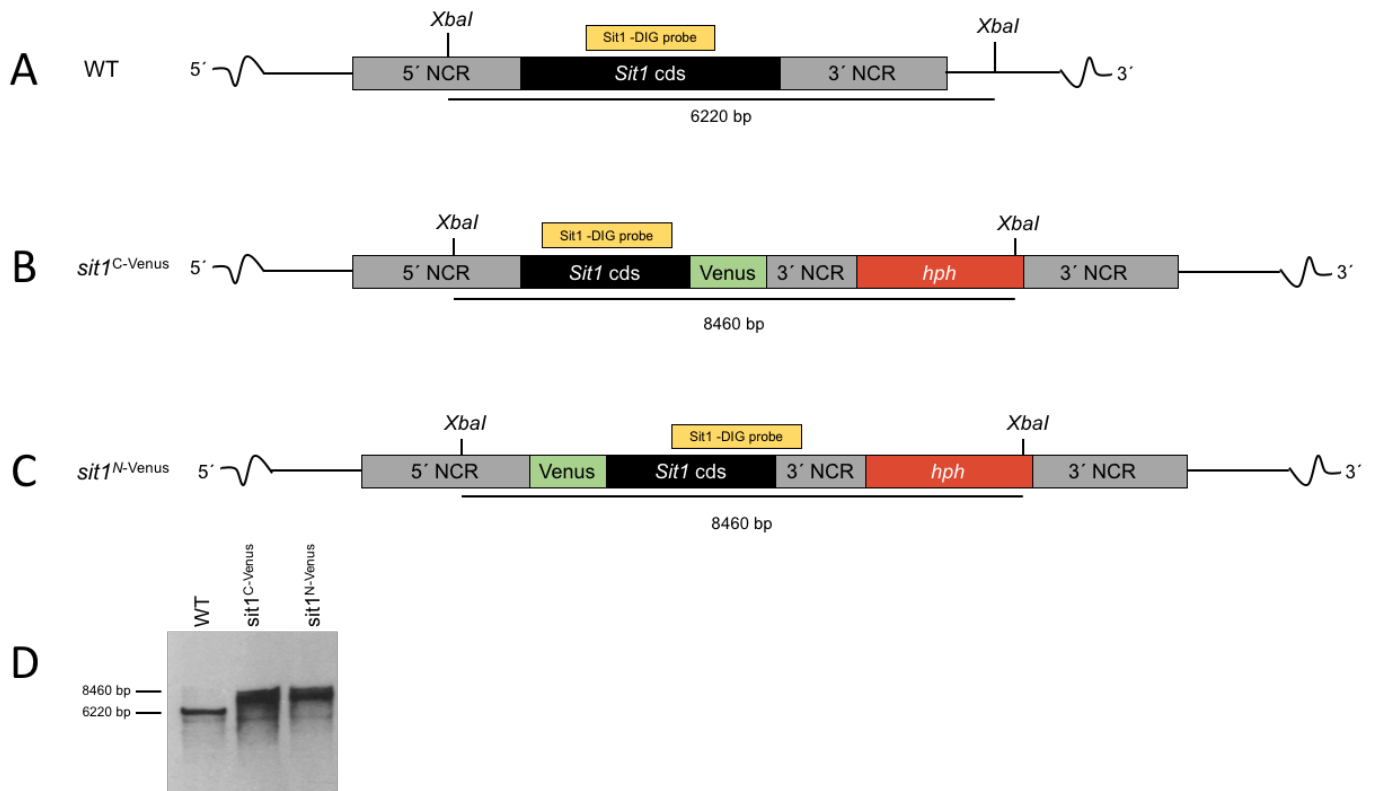 XbaI
XbaI
Sit1 -DIG probe
A WT 5´ 5´ NCR Sit1 cds 3´ NCR 3´
6220 bp
XbaI
XbaI
Sit1 -DIG probe
B sit1C-Venus 5´ 5´ NCR Sit1 cds Venus 3´ NCR hph 3´ NCR 3´
8460 bp
XbaI
XbaI
Sit1 -DIG probe
C sit1N-Venus 5´ 5´ NCR Venus Sit1 cds 3´ NCR hph 3´ NCR 3´
8460 bp
WT
sit1C-Venus
sit1N-Venus
D
8460 bp
6220 bp